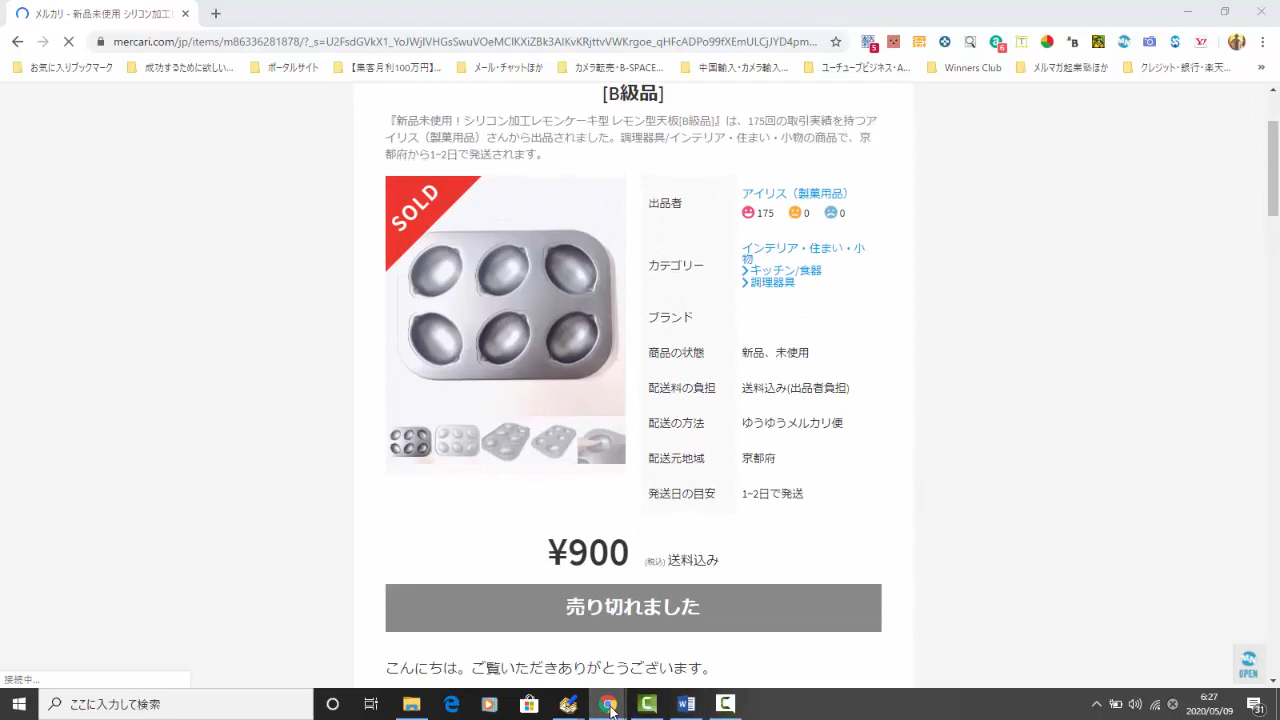 メルカリ - 新品未使用 シリコン加工
お気に入りブックマーク
成功するために欲しい...
ポータルサイト
【集客月利100万円】...
メール・チャットほか
カメラ転売・B-SPACE...
中国輸入・カメラ輸入...
ユーチューブビジネス・A...
Winners Club
メルマガ起業塾ほか
クレジット・銀行・楽天...
[B級品]
『新品未使用！シリコン加工レモンケーキ型 レモン型天板[B級品]』は、175回の取引実績を持つア
イリス（製菓用品）さんから出品されました。調理器具/インテリア・住まい・小物の商品で、京
都府から1~2日で発送されます。
SOLD
出品者
アイリス（製菓用品）
175 0 0
カテゴリー
インテリア・住まい・小
物
キッチン/食器
調理器具
ブランド
商品の状態
新品、未使用
配送料の負担
送料込み(出品者負担)
配送の方法
ゆうゆうメルカリ便
配送元地域
京都府
発送日の目安
1~2日で発送
¥900 (税込) 送料込み
売り切れました
こんにちは。ご覧いただきありがとうございます。
OPEN
接続中...
ここに入力して検索
6:27
2020/05/09
31